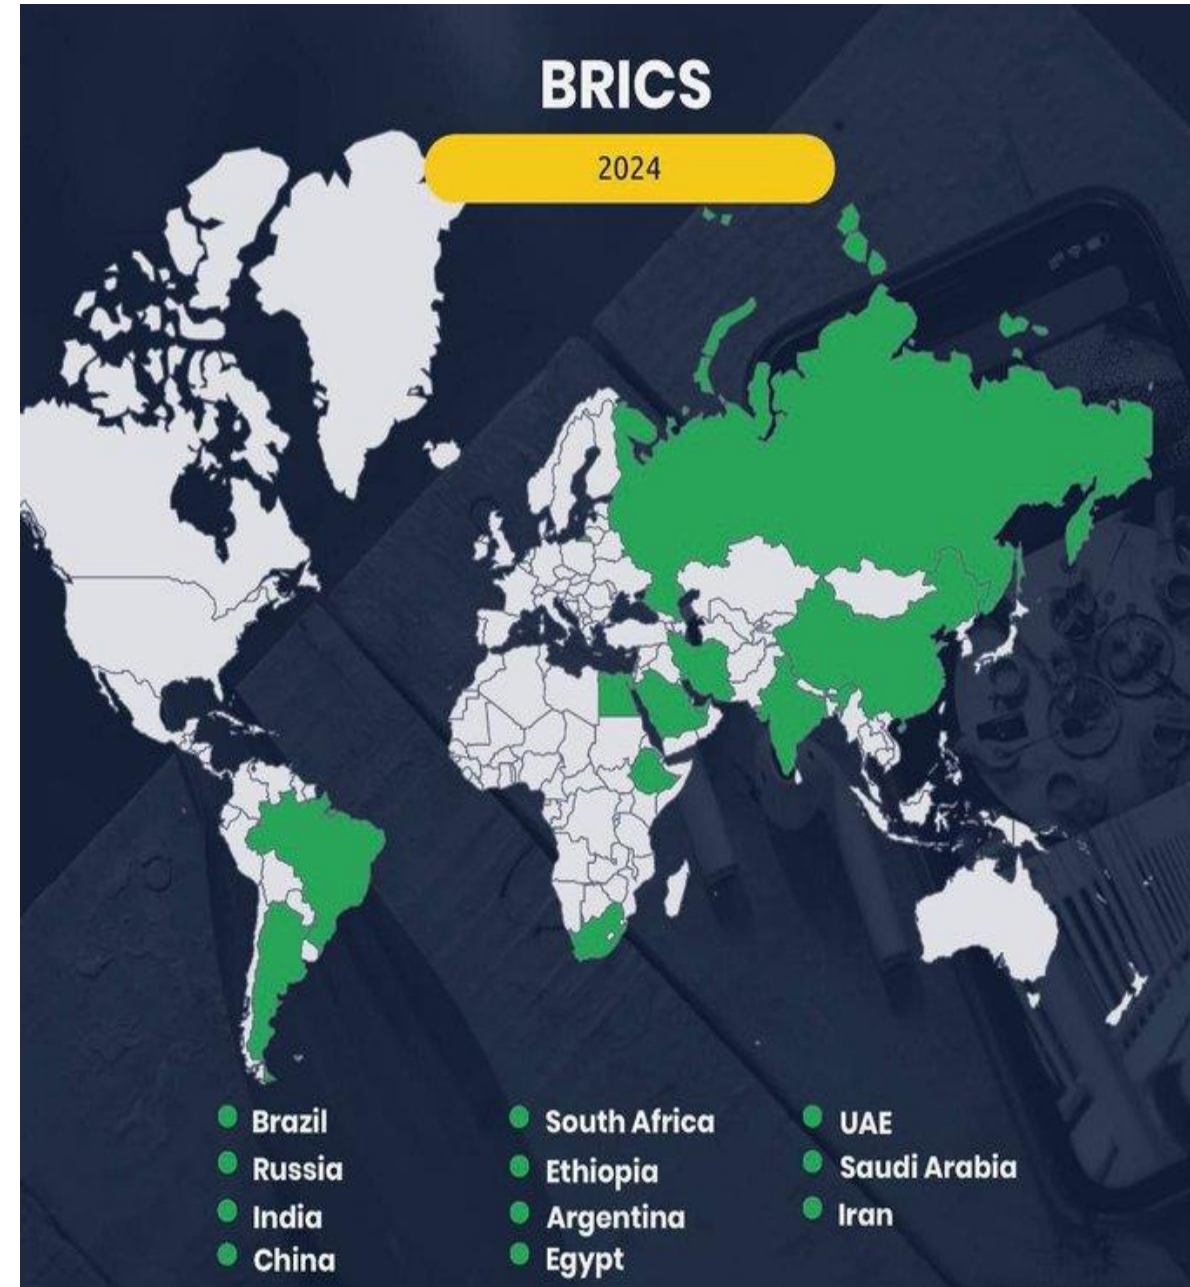 BRICS
2024
Brazil
Russia
India
China
South Africa
Ethiopia
Argentina
Egypt
UAE
Saudi Arabia
Iran